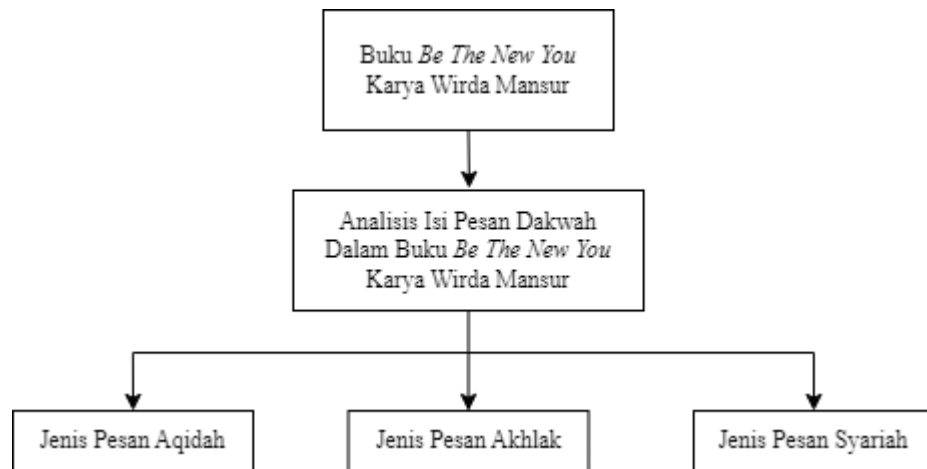 Buku Be The New You
Karya Wirda Mansur
Analisis Isi Pesan Dakwah
Dalam Buku Be The New You
Karya Wirda Mansur
Jenis Pesan Aqidah
Jenis Pesan Akhlak
Jenis Pesan Syariah